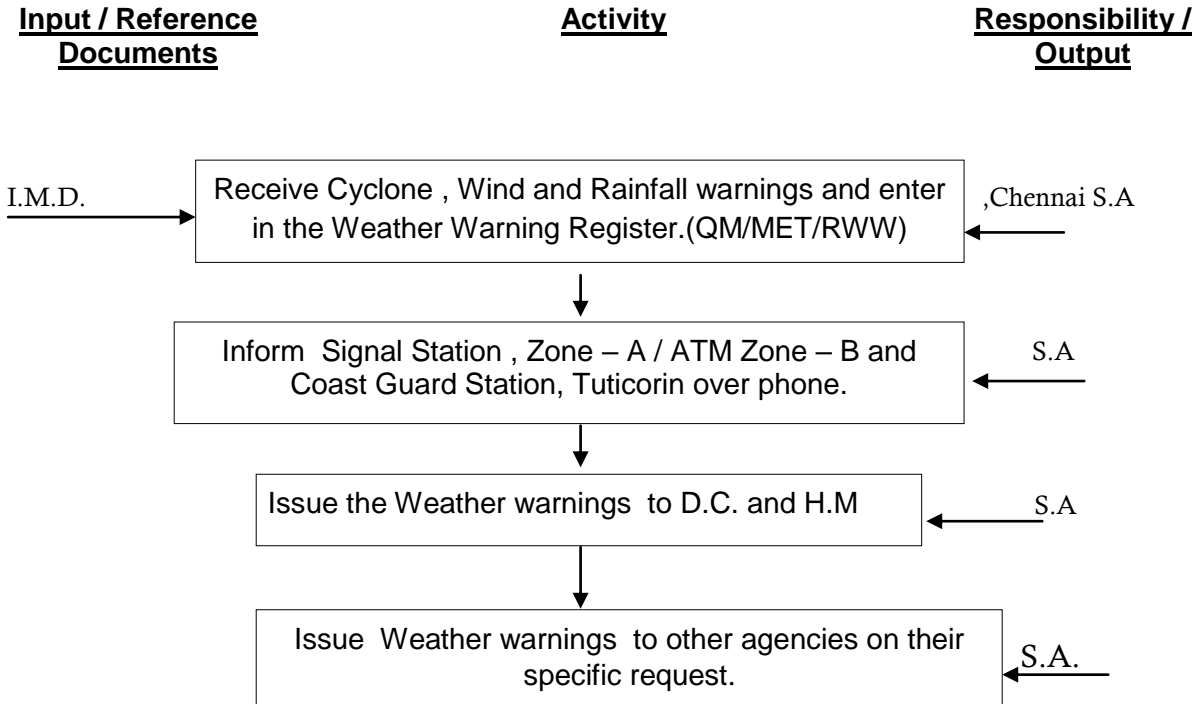 Input / Reference
Documents
Activity
Responsibility /
Output
I.M.D.
Receive Cyclone , Wind and Rainfall warnings and enter
in the Weather Warning Register.(QM/MET/RWW)
,Chennai S.A
Inform Signal Station , Zone – A / ATM Zone – B and
Coast Guard Station, Tuticorin over phone.
S.A
Issue the Weather warnings to D.C. and H.M
S.A
Issue Weather warnings to other agencies on their
specific request.
S.A.